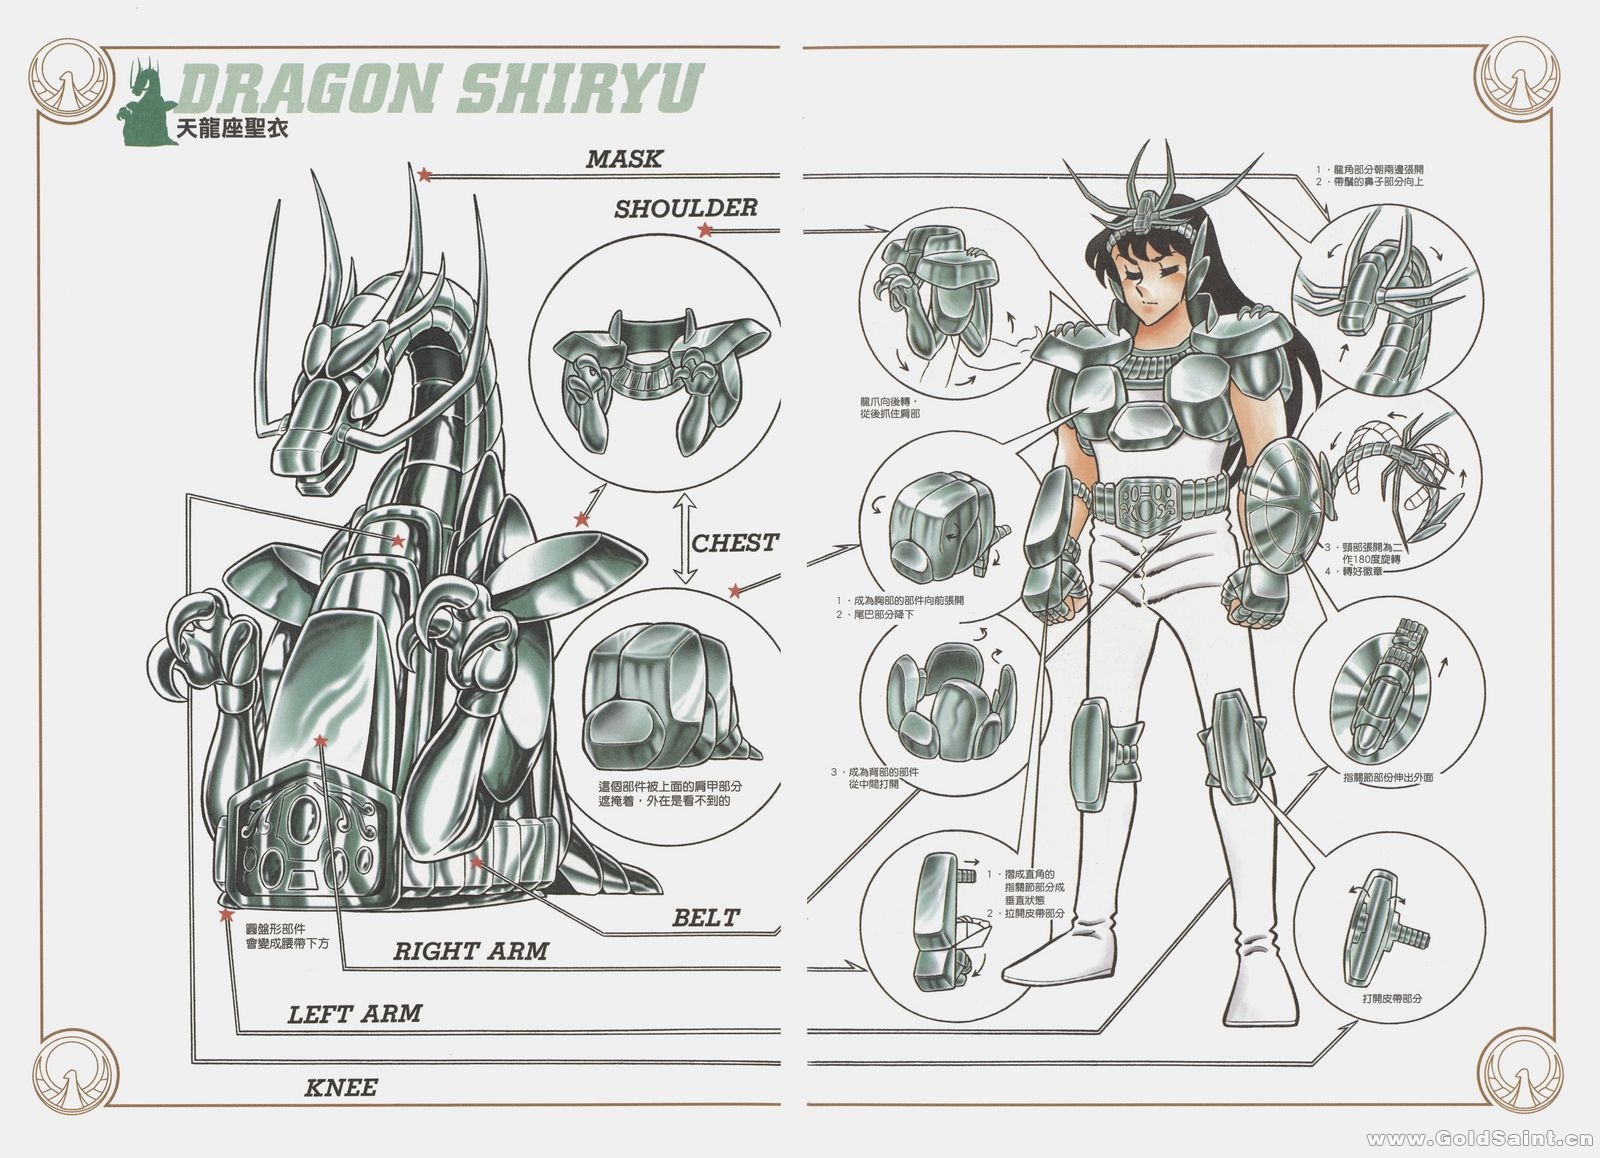 DRAGON SHIRYU
天龍座聖衣
MASK
SHOULDER
CHEST
這個部件被上面的肩甲部分
遮掩着，外在是看不到的
圓盤形部件
會變成腰帶下方
BELT
RIGHT ARM
LEFT ARM
KNEE
1．龍角部分朝兩邊張開
2．帶鬚的鼻子部分向上
龍爪向後轉，
從後抓住肩部
3．頸部張開為二
作180度旋轉
4．轉好徽章
1．成為胸部的部件向前張開
2．尾巴部分降下
3．成為背部的部件
從中間打開
指關節部份伸出外面
1．摺成直角的
指關節部分成
垂直狀態
2．拉開皮帶部分
打開皮帶部分
www.GoldSaint.cn